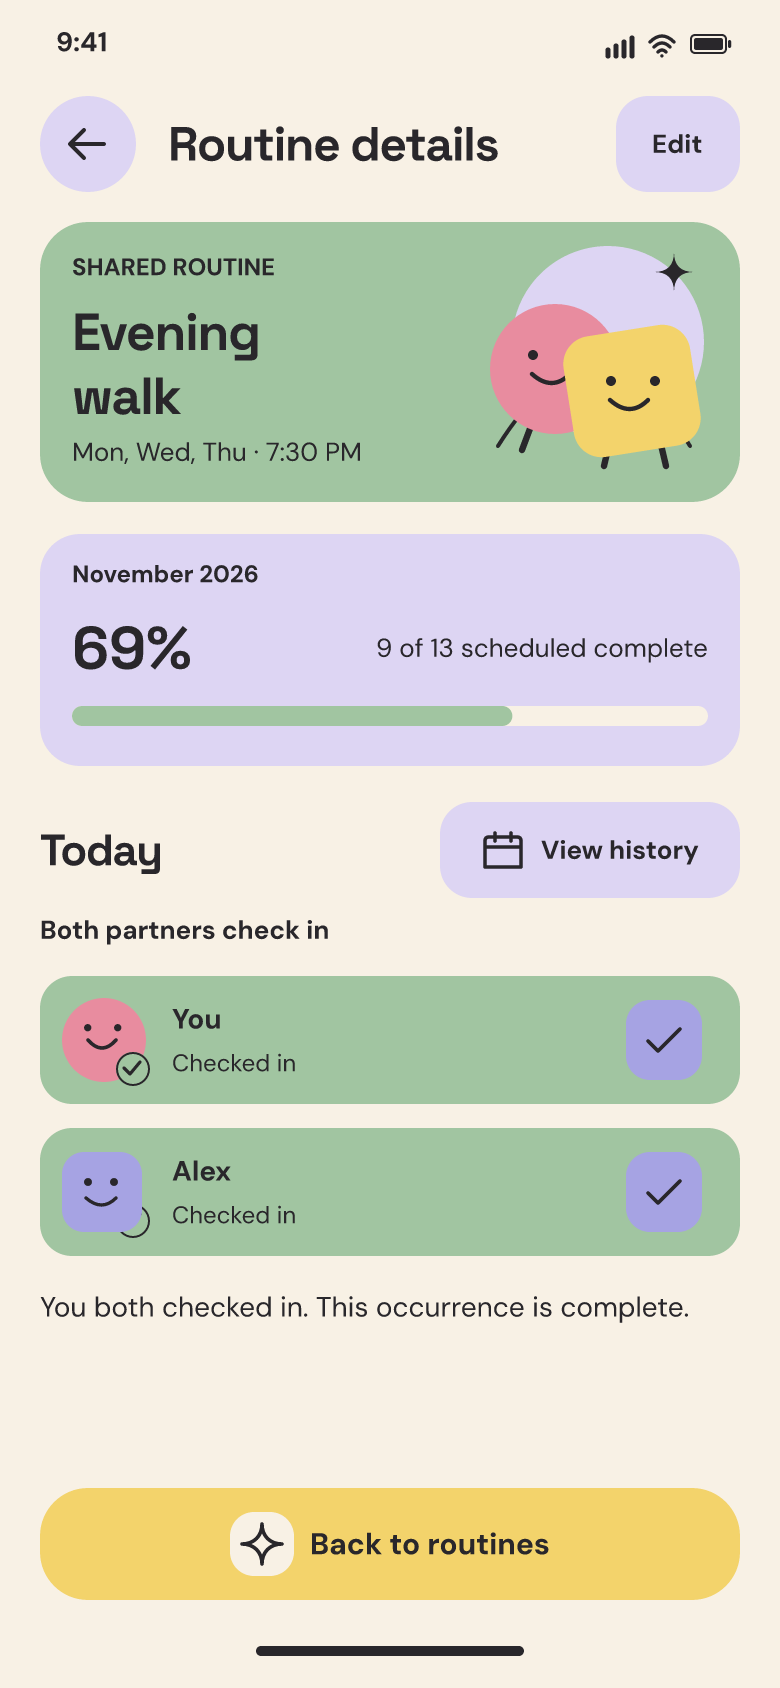 9:41
Routine details
Edit
SHARED ROUTINE
Evening
walk
Mon, Wed, Thu · 7:30 PM
November 2026
69%
9 of 13 scheduled complete
Today
View history
Both partners check in
You
Checked in
Alex
Checked in
You both checked in. This occurrence is complete.
Back to routines